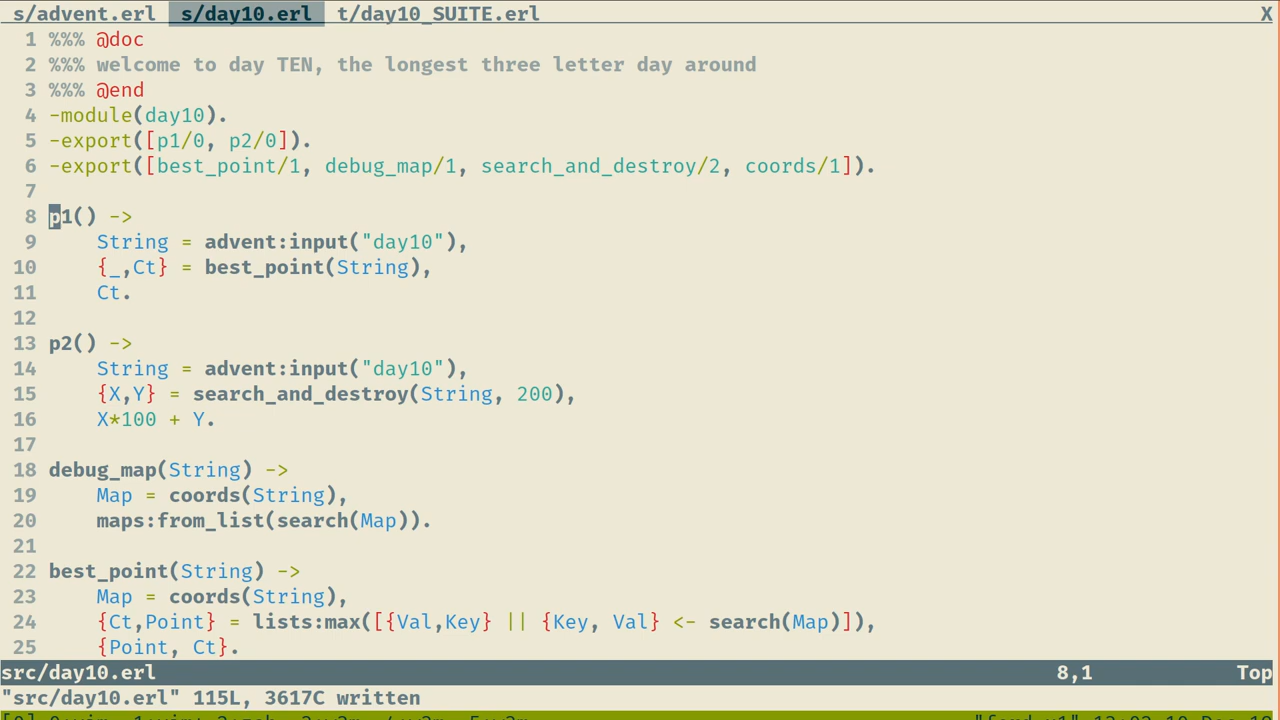 s/advent.erl  s/day10.erl  t/day10_SUITE.erl X
1 %%% @doc
2 %%% welcome to day TEN, the longest three letter day around
3 %%% @end
4 -module(day10).
5 -export([p1/0, p2/0]).
6 -export([best_point/1, debug_map/1, search_and_destroy/2, coords/1]).
7
8 p1() ->
9     String = advent:input("day10"),
10     {_,Ct} = best_point(String),
11     Ct.
12
13 p2() ->
14     String = advent:input("day10"),
15     {X,Y} = search_and_destroy(String, 200),
16     X*100 + Y.
17
18 debug_map(String) ->
19     Map = coords(String),
20     maps:from_list(search(Map)).
21
22 best_point(String) ->
23     Map = coords(String),
24     {Ct,Point} = lists:max([{Val,Key} || {Key, Val} <- search(Map)]),
25     {Point, Ct}.
src/day10.erl 8,1 Top
"src/day10.erl" 115L, 3617C written